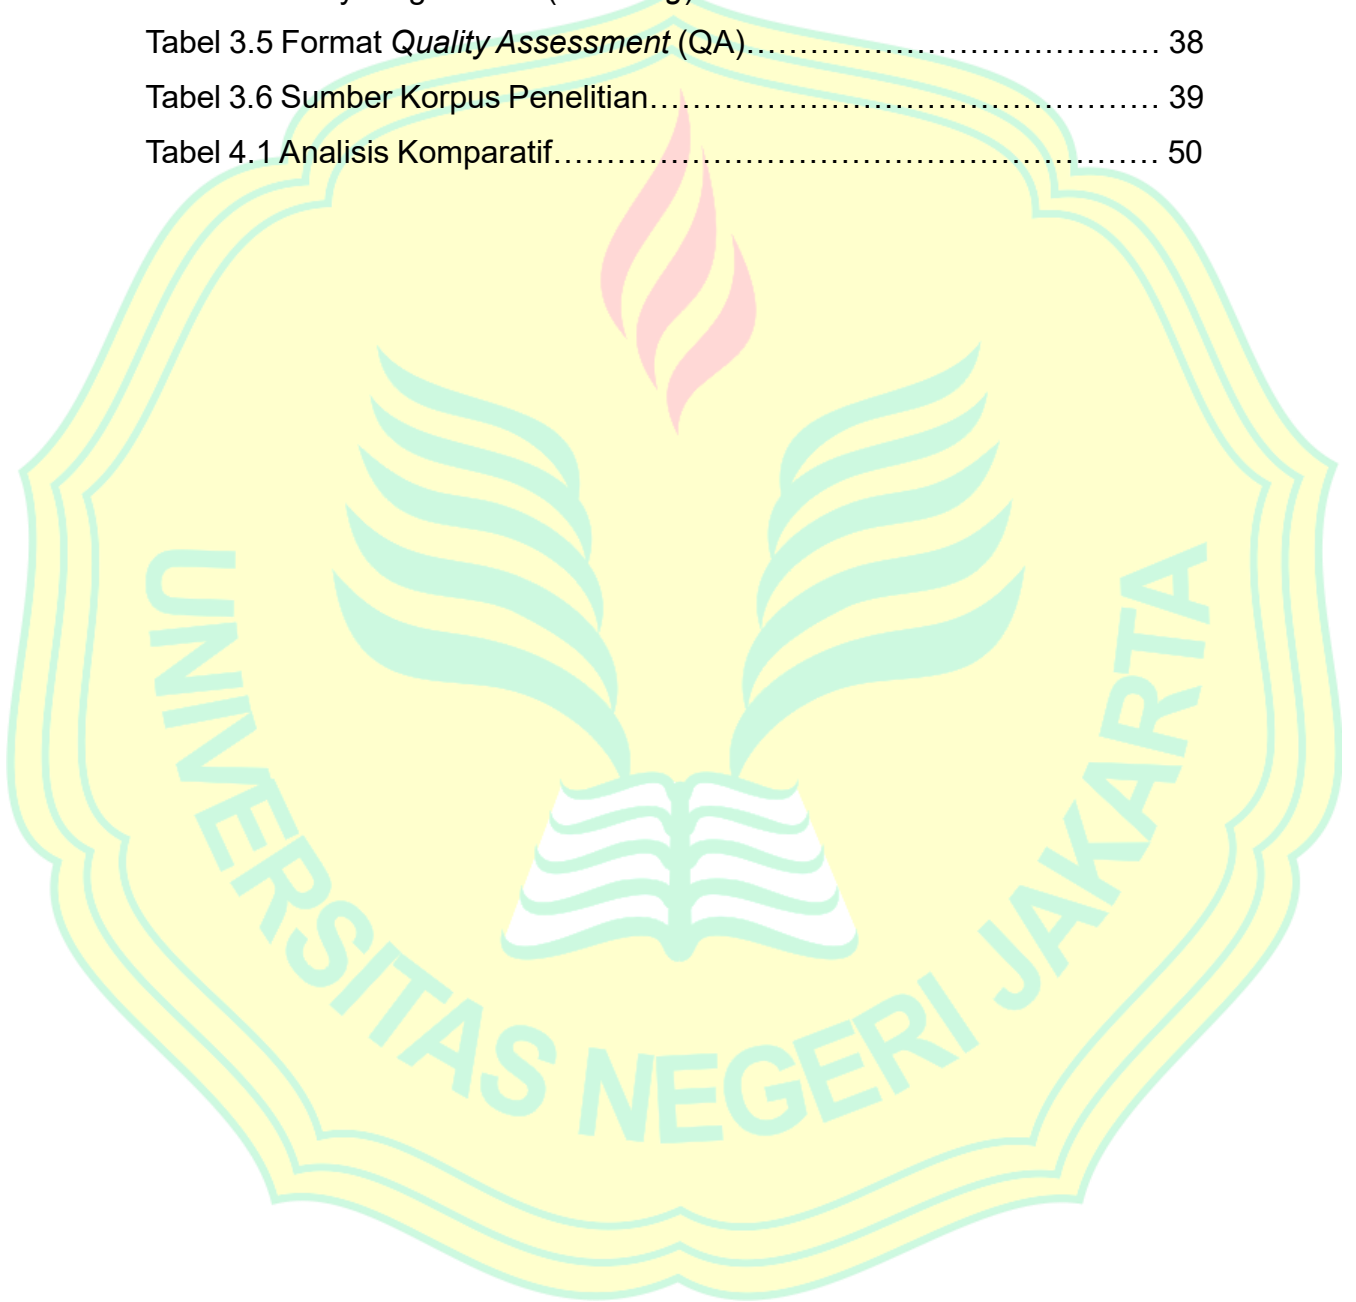 Tabel 3.5 Format Quality Assessment (QA)…………………………………. 38
Tabel 3.6 Sumber Korpus Penelitian………………………………………… 39
Tabel 4.1 Analisis Komparatif………………………………………………… 50
UNIVERSITAS NEGERI JAKARTA